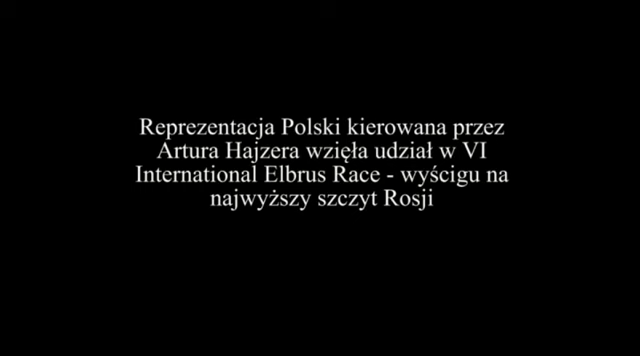 Reprezentacja Polski kierowana przez
Artura Hajzera wzięła udział w VI
International Elbrus Race - wyścigu na
najwyższy szczyt Rosji